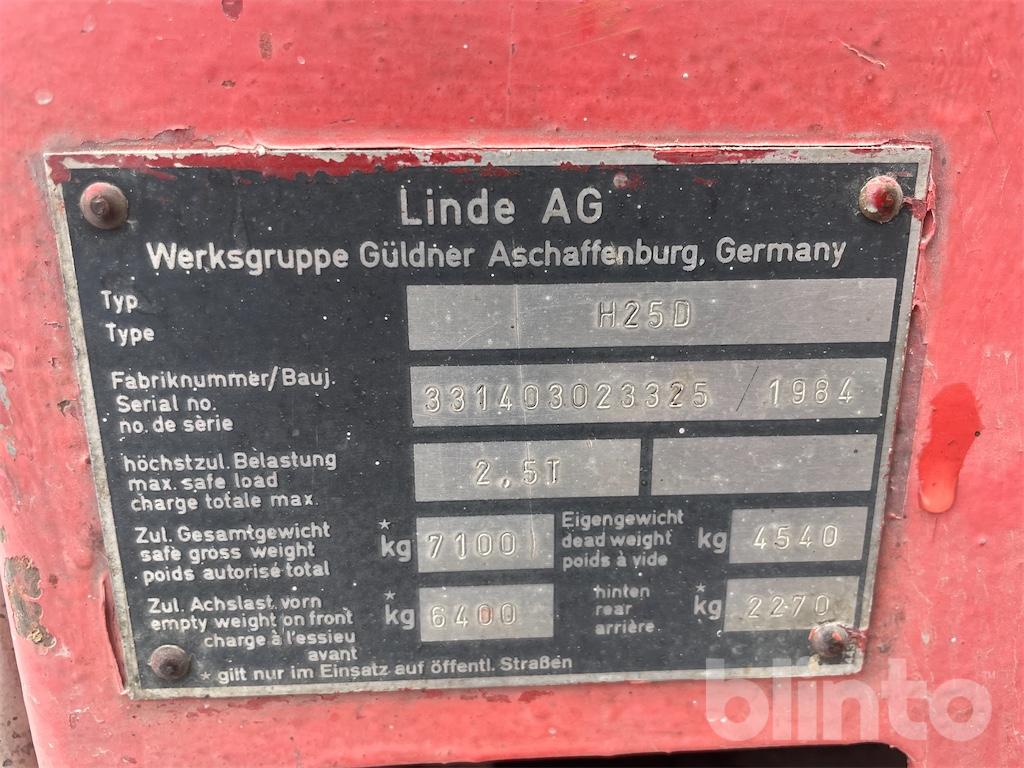 Linde AG
Werksgruppe Güldner Aschaffenburg, Germany
Typ
Type
H25D
Fabriknummer/Bauj.
Serial no.
no. de sèrie
331403023325 / 1984
höchstzul. Belastung
max. safe load
charge totale max.
2,5T
Zul. Gesamtgewicht
safe gross weight
poids autorisé total
* kg 7100
Eigengewicht
dead weight
poids à vide
kg 4540
Zul. Achslast vorn
empty weight on front
charge à l'essieu
avant
* kg 6400
hinten
rear
arrière
* kg 2270
* gilt nur im Einsatz auf öffentl. Straßen
blinto